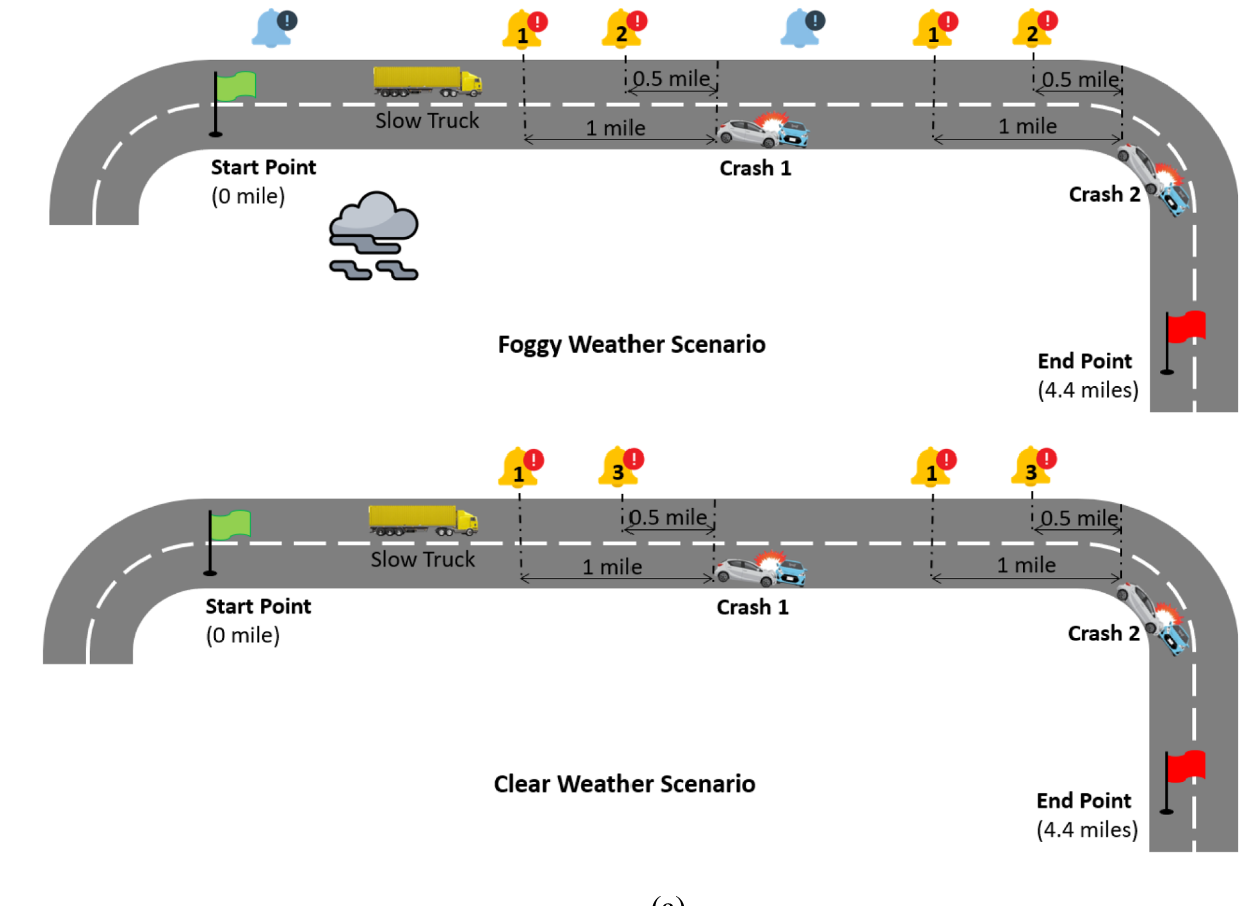 ! ! ! ! ! !
1 2 1 2
0.5 mile 0.5 mile
Slow Truck 1 mile 1 mile
Start Point
(0 mile)
Crash 1
Crash 2
Foggy Weather Scenario
End Point
(4.4 miles)
! ! ! !
1 3 1 3
0.5 mile 0.5 mile
Slow Truck 1 mile 1 mile
Start Point
(0 mile)
Crash 1
Crash 2
Clear Weather Scenario
End Point
(4.4 miles)